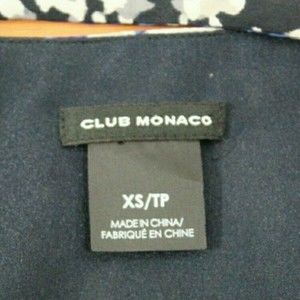 CLUB MONACO
XS/TP
MADE IN CHINA/
FABRIQUÉ EN CHINE